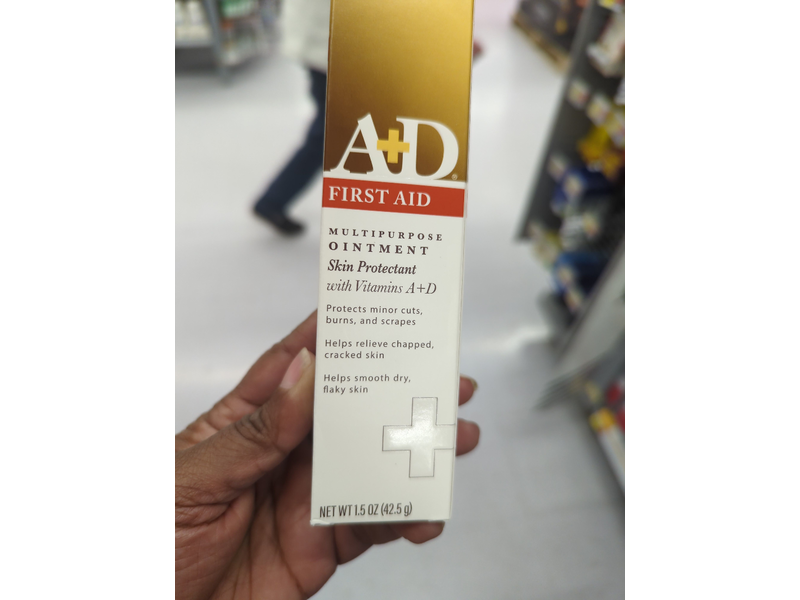 A+D®
FIRST AID
MULTIPURPOSE
OINTMENT
Skin Protectant
with Vitamins A+D
Protects minor cuts,
burns, and scrapes
Helps relieve chapped,
cracked skin
Helps smooth dry,
flaky skin
NET WT 1.5 OZ (42.5 g)